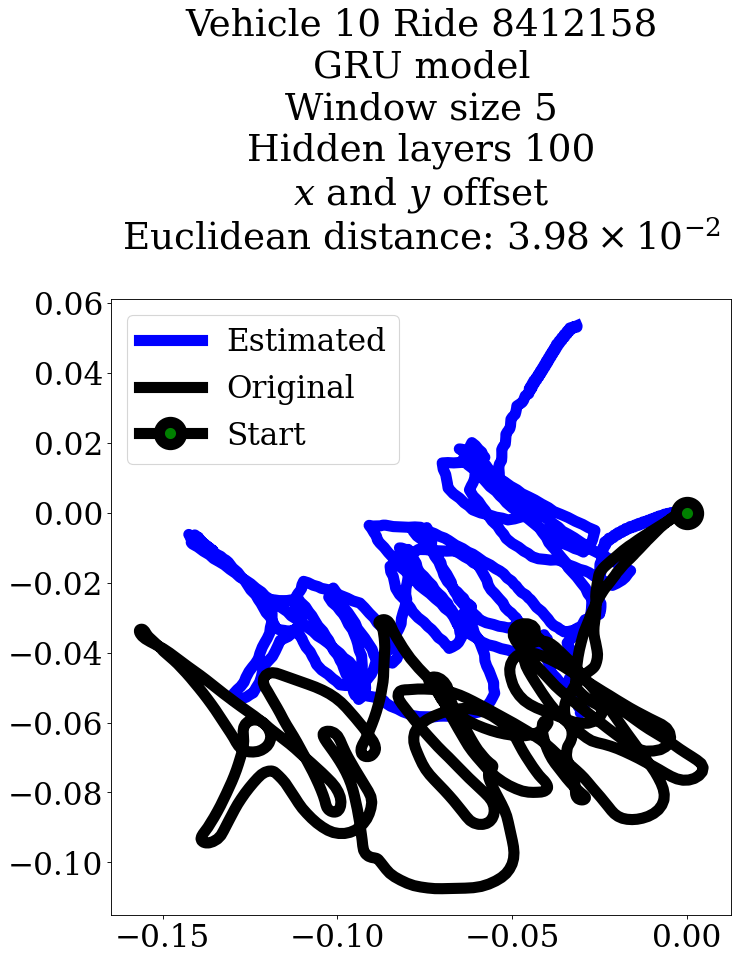 Vehicle 10 Ride 8412158
GRU model
Window size 5
Hidden layers 100
x and y offset
Euclidean distance: 3.98 × 10⁻²
0.06
0.04
0.02
0.00
−0.02
−0.04
−0.06
−0.08
−0.10
Estimated
Original
Start
−0.15 −0.10 −0.05 0.00